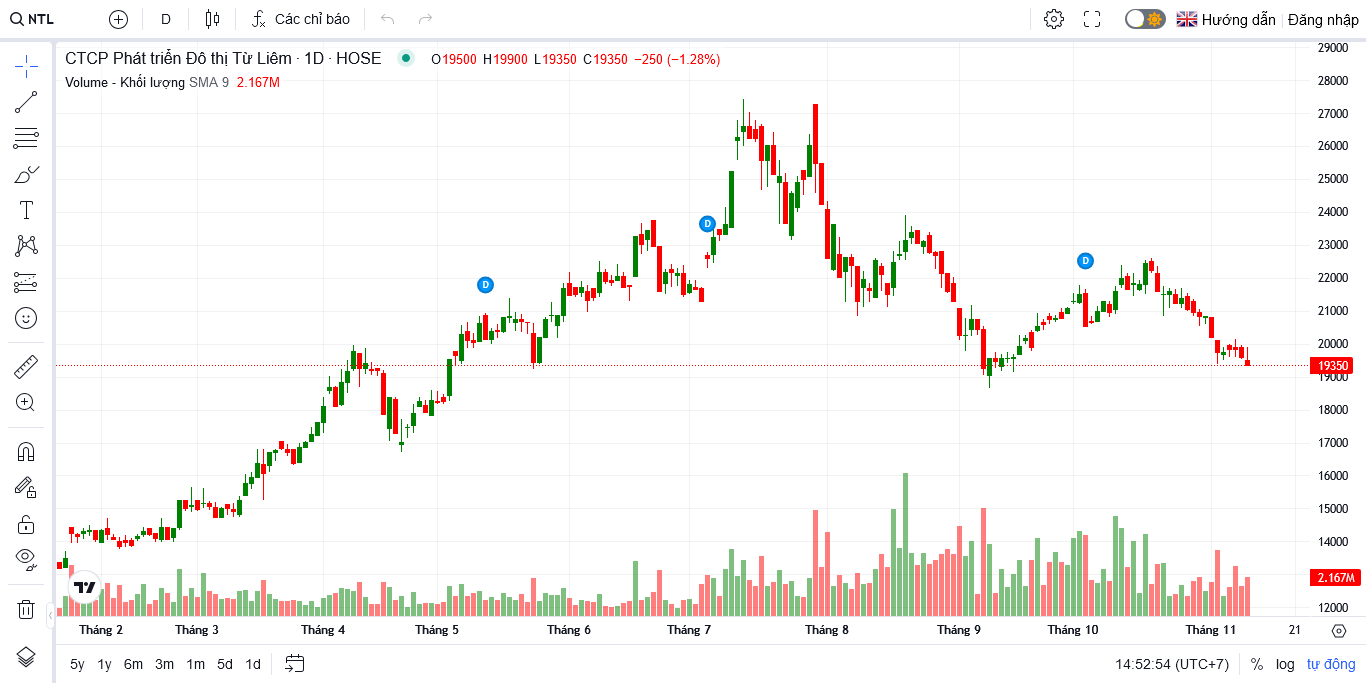 NTL D Các chỉ báo Hướng dẫn Đăng nhập
CTCP Phát triển Đô thị Từ Liêm · 1D · HOSE O19500 H19900 L19350 C19350 −250 (−1.28%)
Volume - Khối lượng SMA 9 2.167M
29000
28000
27000
26000
25000
24000
23000
22000
21000
20000
19350
19000
18000
17000
16000
15000
14000
2.167M
12000
D
D
D
Tháng 2 Tháng 3 Tháng 4 Tháng 5 Tháng 6 Tháng 7 Tháng 8 Tháng 9 Tháng 10 Tháng 11 21
5y 1y 6m 3m 1m 5d 1d 14:52:54 (UTC+7) % log tự động